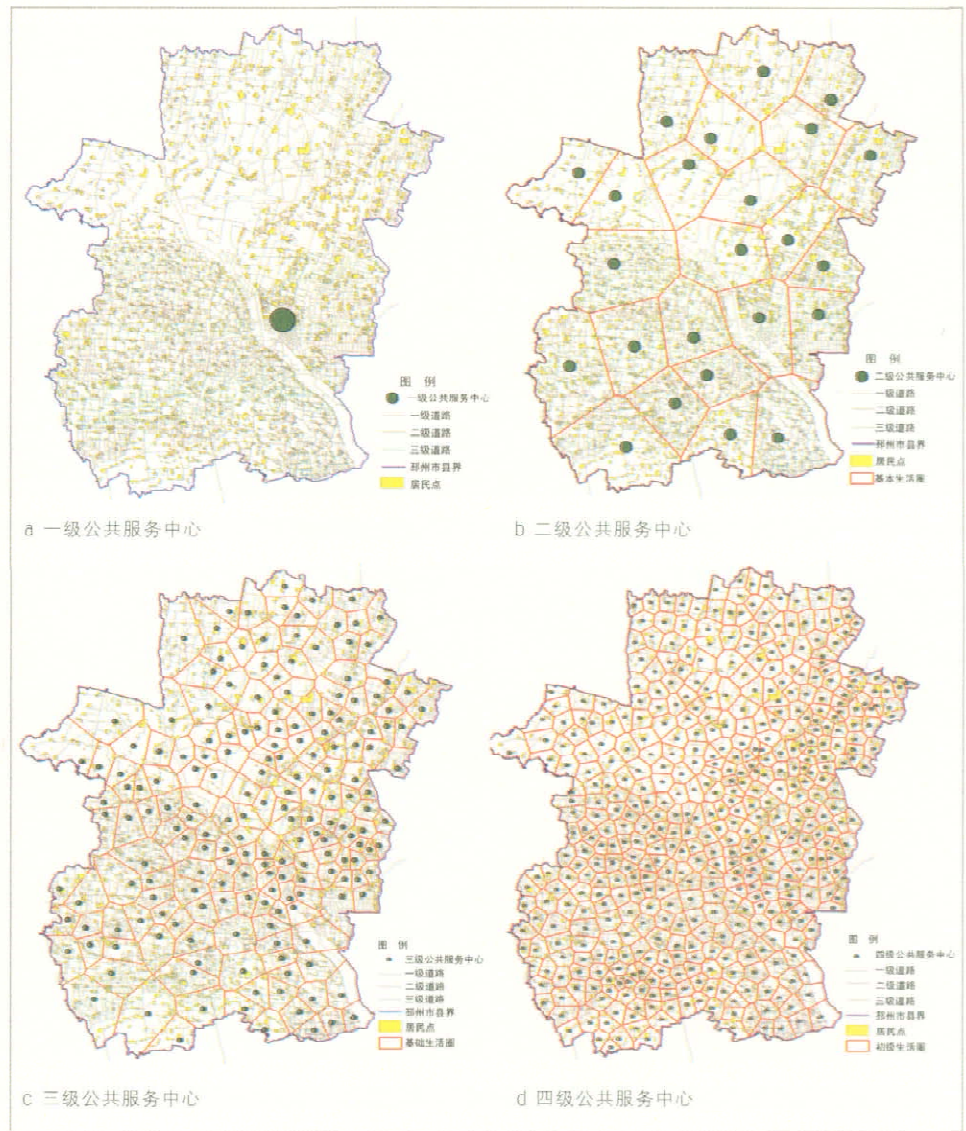 图 例
一级公共服务中心
一级道路
二级道路
三级道路
邳州市县界
居民点
a 一级公共服务中心
图 例
二级公共服务中心
一级道路
二级道路
三级道路
邳州市县界
居民点
基本生活圈
b 二级公共服务中心
图 例
三级公共服务中心
一级道路
二级道路
三级道路
邳州市县界
居民点
基础生活圈
c 三级公共服务中心
图 例
四级公共服务中心
一级道路
二级道路
三级道路
邳州市县界
居民点
初级生活圈
d 四级公共服务中心